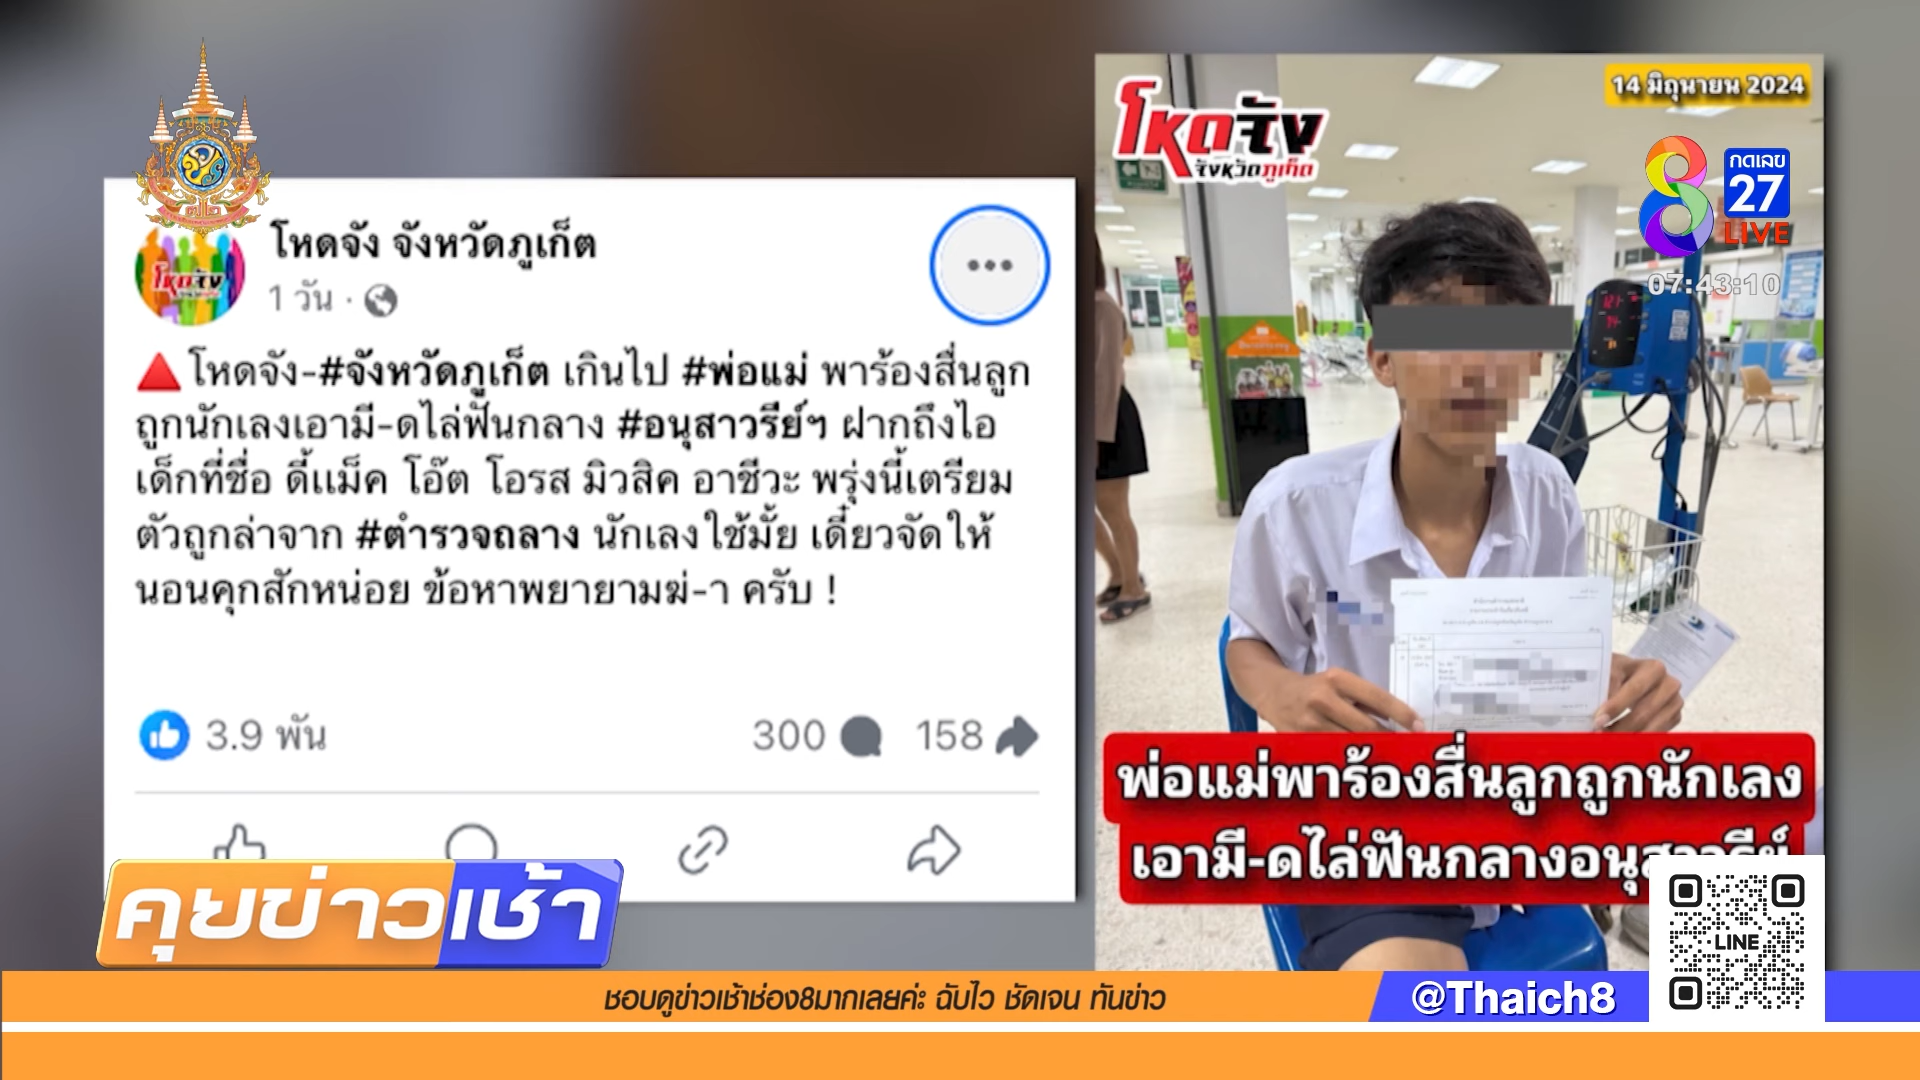 โหดจัง จังหวัดภูเก็ต
1 วัน ·
โหดจัง
🔺โหดจัง-#จังหวัดภูเก็ต เกินไป #พ่อแม่ พาร้องสื่นลูก
ถูกนักเลงเอามี-ดไล่ฟันกลาง #อนุสาวรีย์ฯ ฝากถึงไอ
เด็กที่ชื่อ ดี้แม็ค โอ๊ต โอรส มิวสิค อาชีวะ พรุ่งนี้เตรียม
ตัวถูกล่าจาก #ตำรวจถลาง นักเลงใช้มั้ย เดี๋ยวจัดให้
นอนคุกสักหน่อย ข้อหาพยายามฆ่-า ครับ !
3.9 พัน
300
158
14 มิถุนายน 2024
โหดจัง
จังหวัดภูเก็ต
8
กดเลข
27
LIVE
07:43:10
พ่อแม่พาร้องสื่นลูกถูกนักเลง
เอามี-ดไล่ฟันกลางอนุสาวรีย์
คุยข่าวเช้า
ชอบดูข่าวเช้าช่อง8มากเลยค่ะ ฉับไว ชัดเจน ทันข่าว
@Thaich8
LINE